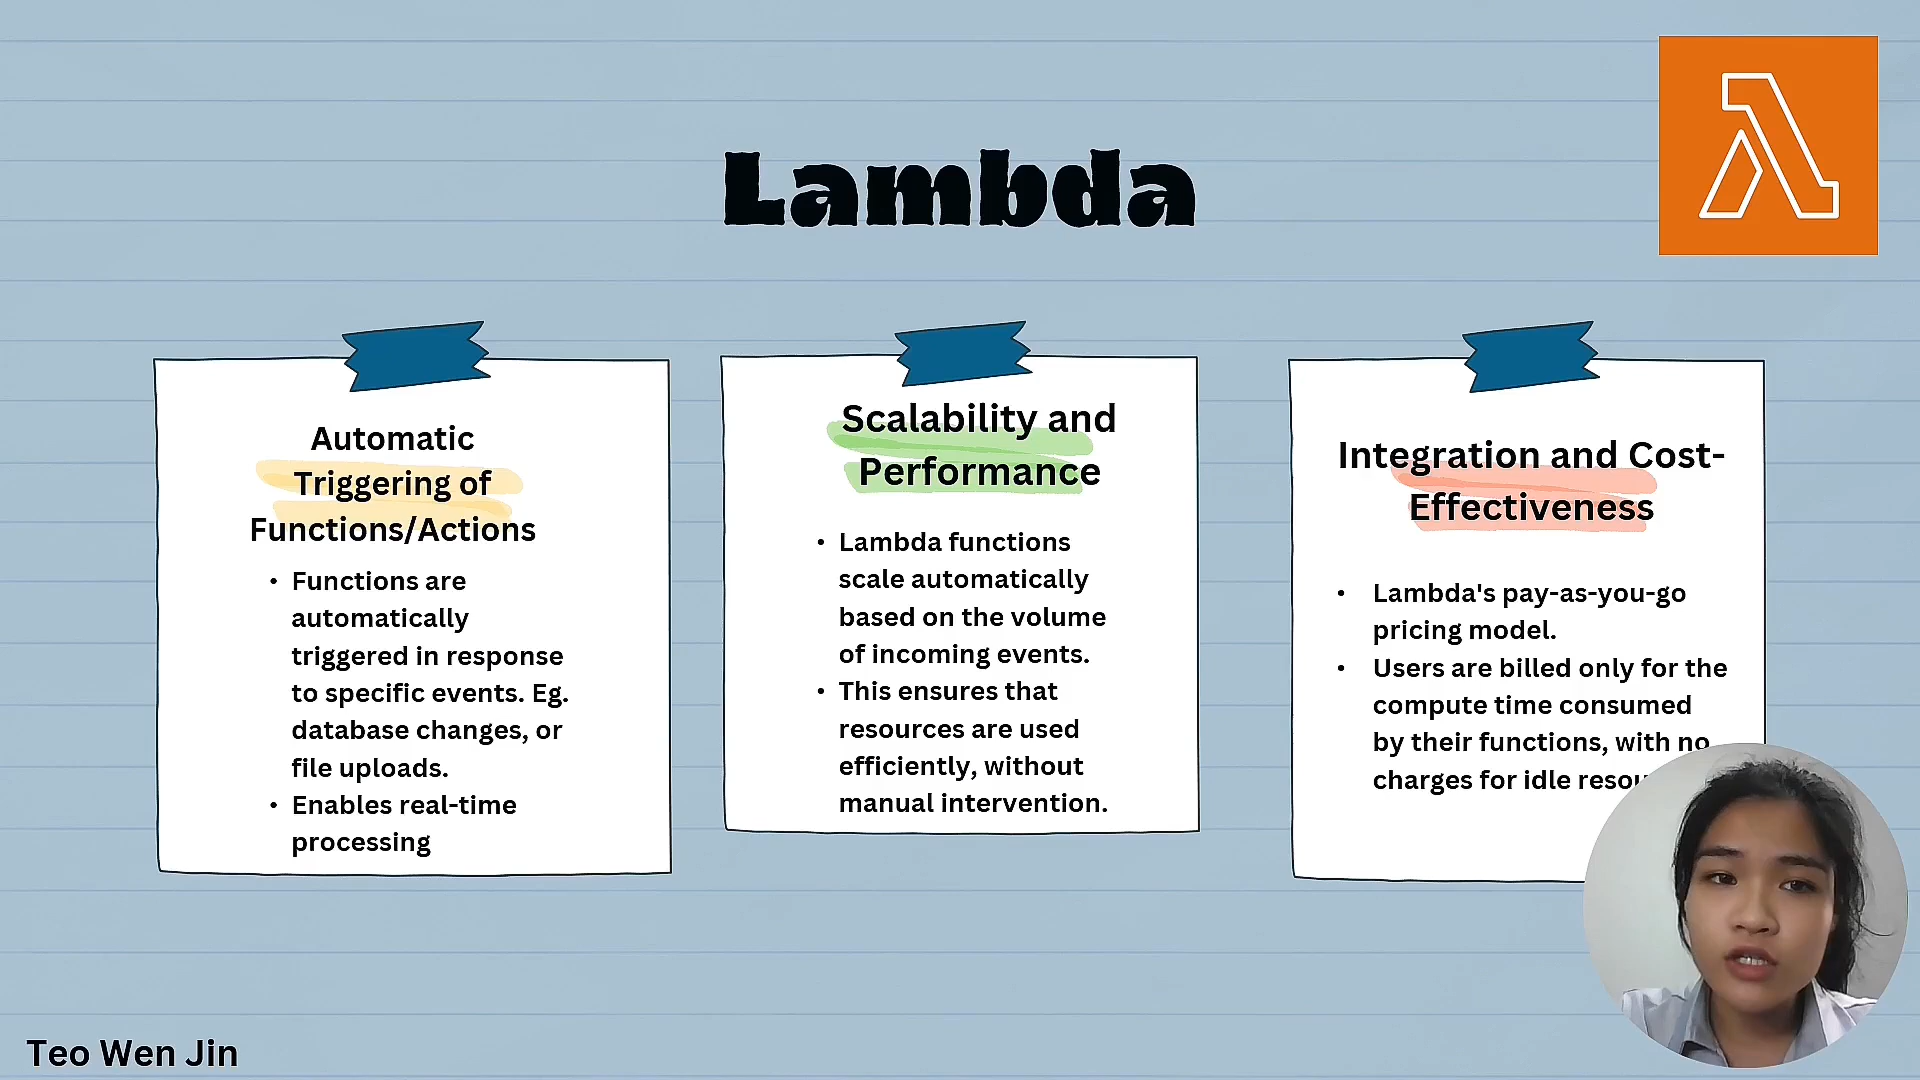 Lambda
Automatic
Triggering of
Functions/Actions
• Functions are
automatically
triggered in response
to specific events. Eg.
database changes, or
file uploads.
• Enables real-time
processing
Scalability and
Performance
• Lambda functions
scale automatically
based on the volume
of incoming events.
• This ensures that
resources are used
efficiently, without
manual intervention.
Integration and Cost-
Effectiveness
• Lambda's pay-as-you-go
pricing model.
• Users are billed only for the
compute time consumed
by their functions, with no
charges for idle
Teo Wen Jin